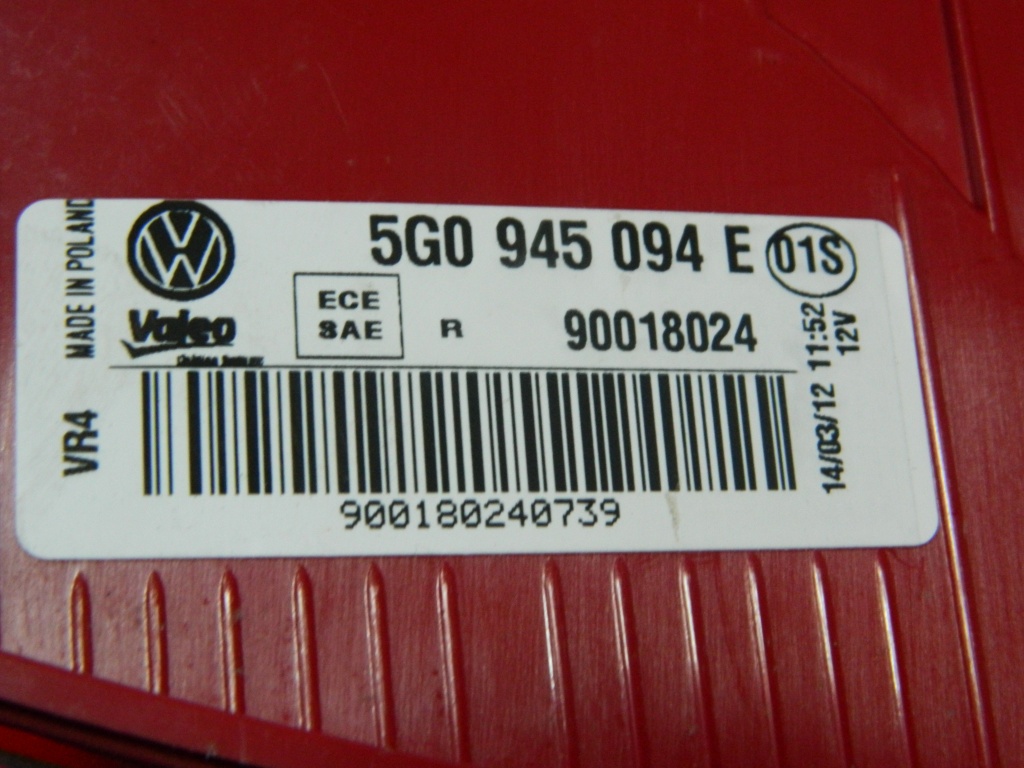 MADE IN POLAND
VW
5G0 945 094 E 01S
Valeo
ECE
SAE
R
90018024
14/03/12 11:52
12V
VR4
900180240739